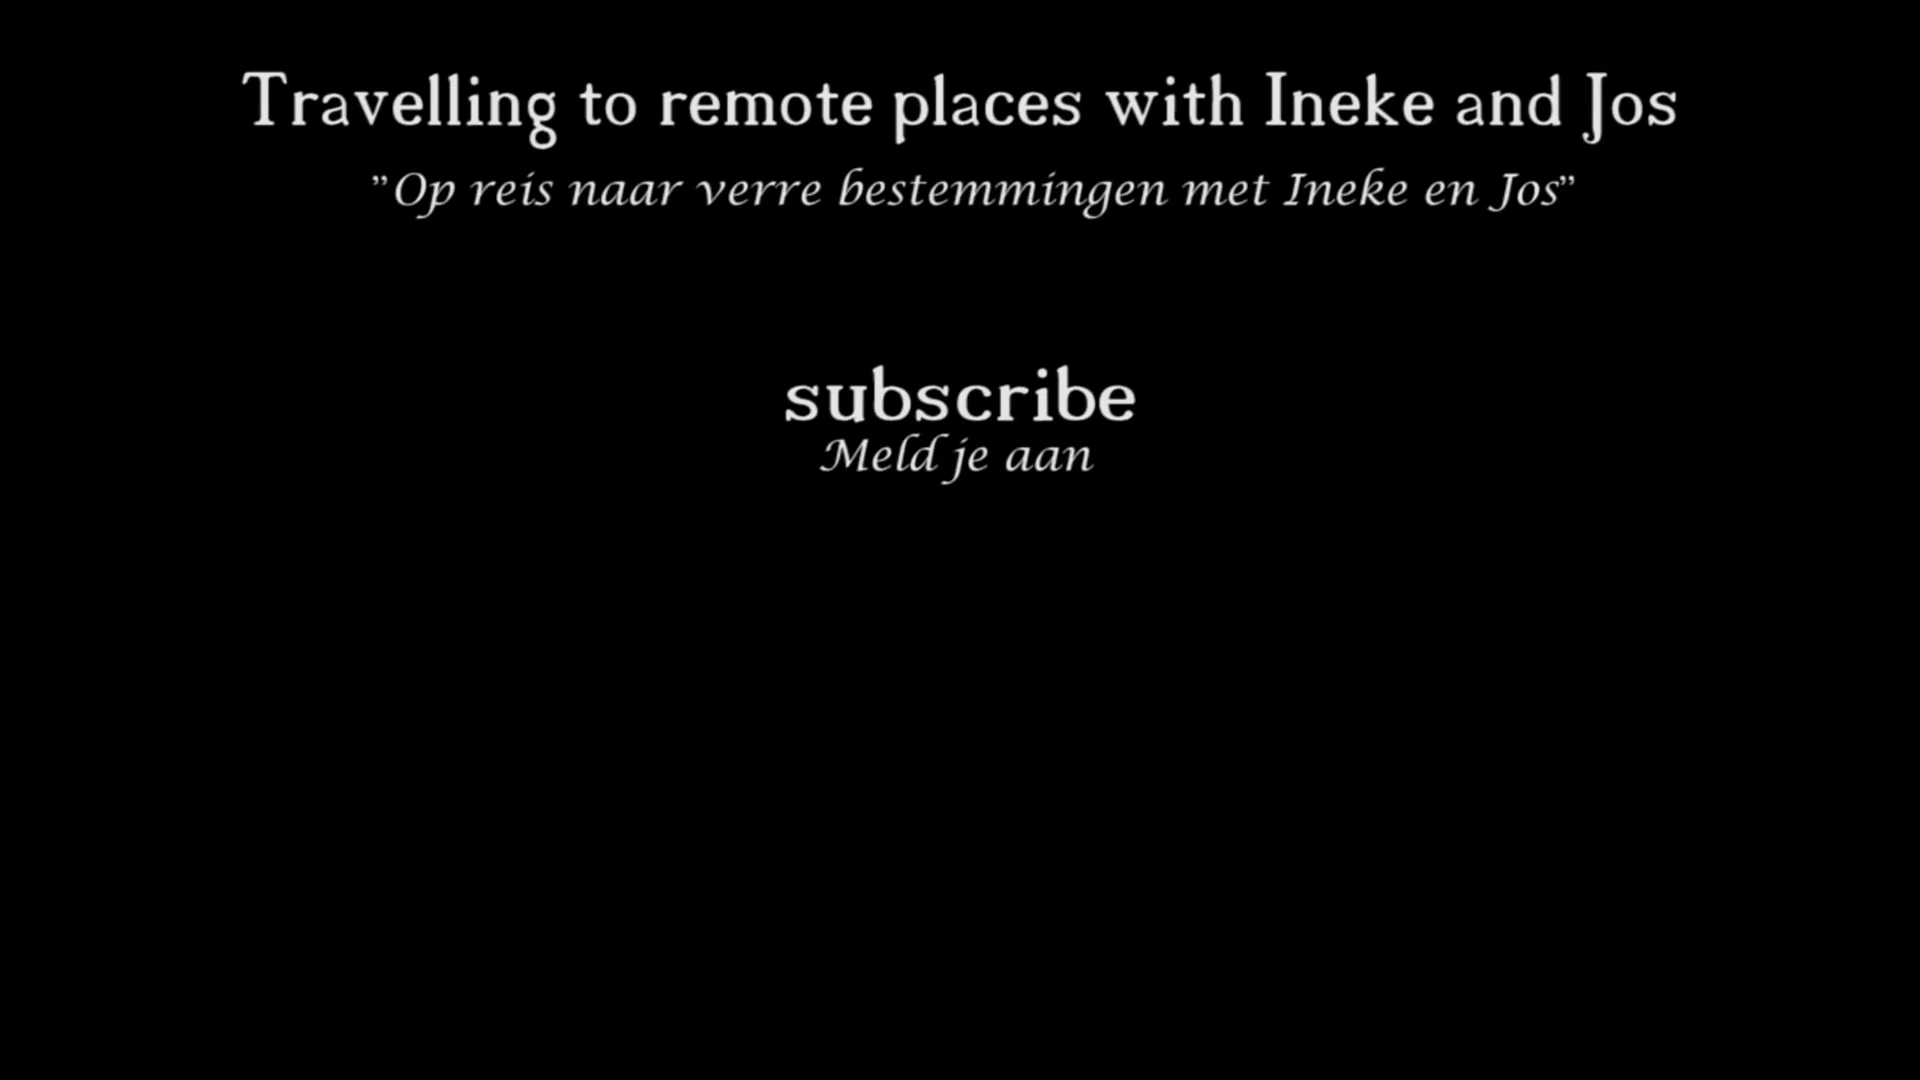 Travelling to remote places with Ineke and Jos
”Op reis naar verre bestemmingen met Ineke en Jos”
subscribe
Meld je aan